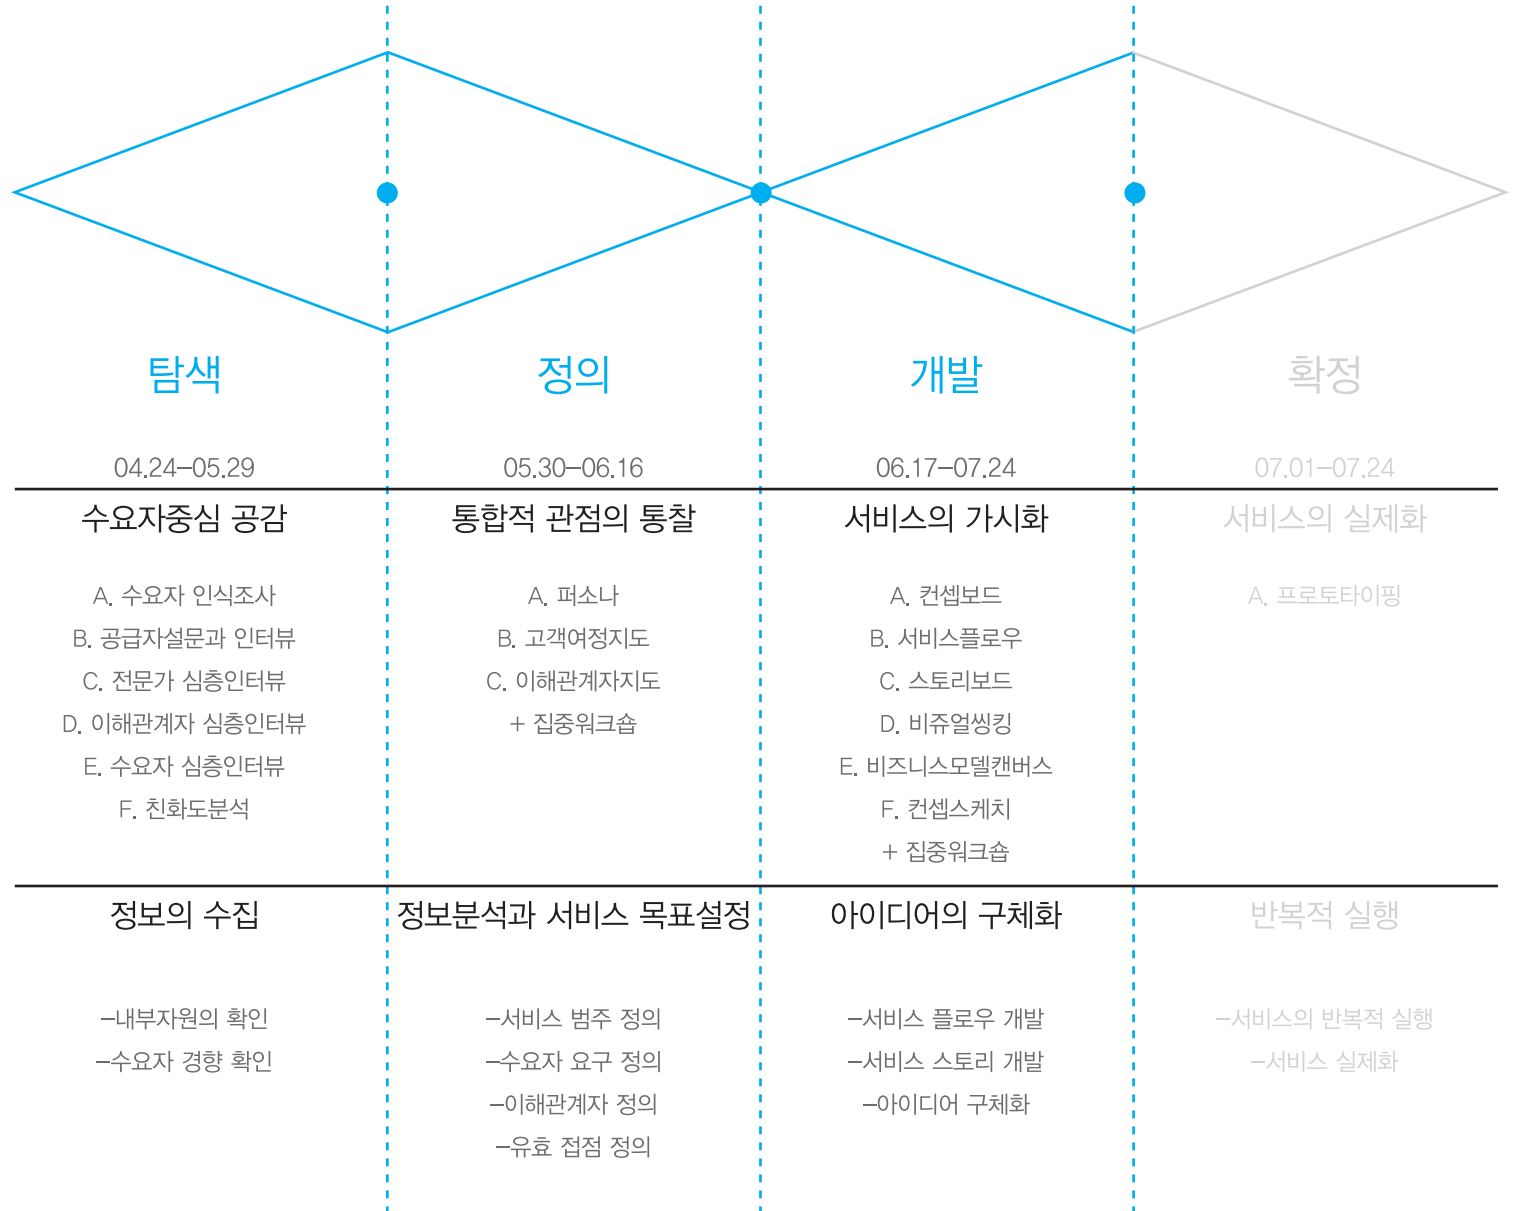 탐색
정의
개발
확정
04.24–05.29
05.30–06.16
06.17–07.24
07.01–07.24
수요자중심 공감
통합적 관점의 통찰
서비스의 가시화
서비스의 실제화
A. 수요자 인식조사
B. 공급자설문과 인터뷰
C. 전문가 심층인터뷰
D. 이해관계자 심층인터뷰
E. 수요자 심층인터뷰
F. 친화도분석
A. 퍼소나
B. 고객여정지도
C. 이해관계자지도
+ 집중워크숍
A. 컨셉보드
B. 서비스플로우
C. 스토리보드
D. 비쥬얼씽킹
E. 비즈니스모델캔버스
F. 컨셉스케치
+ 집중워크숍
A. 프로토타이핑
정보의 수집
정보분석과 서비스 목표설정
아이디어의 구체화
반복적 실행
–내부자원의 확인
–수요자 경향 확인
–서비스 범주 정의
–수요자 요구 정의
–이해관계자 정의
–유효 접점 정의
–서비스 플로우 개발
–서비스 스토리 개발
–아이디어 구체화
–서비스의 반복적 실행
–서비스 실제화